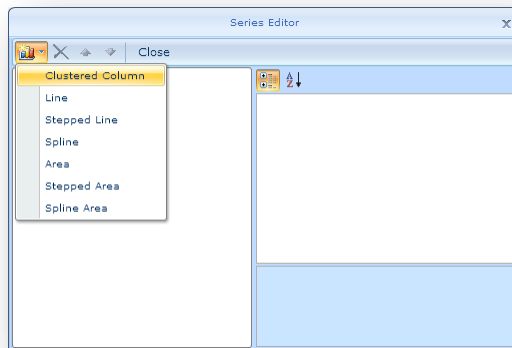 Series Editor
Close
Clustered Column
Line
Stepped Line
Spline
Area
Stepped Area
Spline Area
A
Z